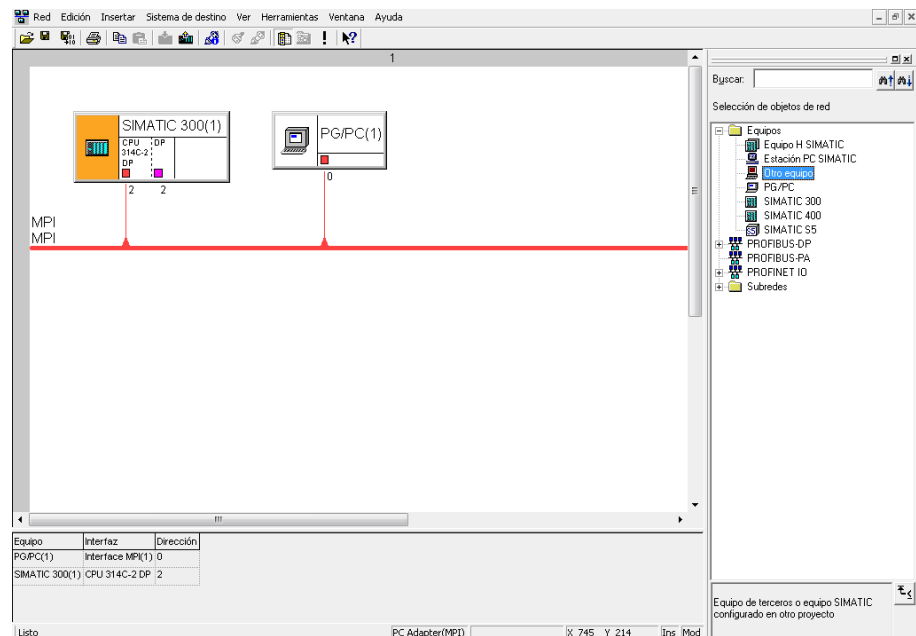 Red Edición Insertar Sistema de destino Ver Herramientas Ventana Ayuda
1
SIMATIC 300(1)
CPU 314C-2 DP
DP
2 2
PG/PC(1)
0
MPI
MPI
Buscar:
Selección de objetos de red
Equipos
Equipo H SIMATIC
Estación PC SIMATIC
Otro equipo
PG/PC
SIMATIC 300
SIMATIC 400
SIMATIC S5
PROFIBUS-DP
PROFIBUS-PA
PROFINET IO
Subredes
Equipo Interfaz Dirección
PG/PC(1) Interface MPI(1) 0
SIMATIC 300(1) CPU 314C-2 DP 2
Equipo de terceros o equipo SIMATIC
configurado en otro proyecto
Listo PC Adapter(MPI) X 745 Y 214 Ins Mod